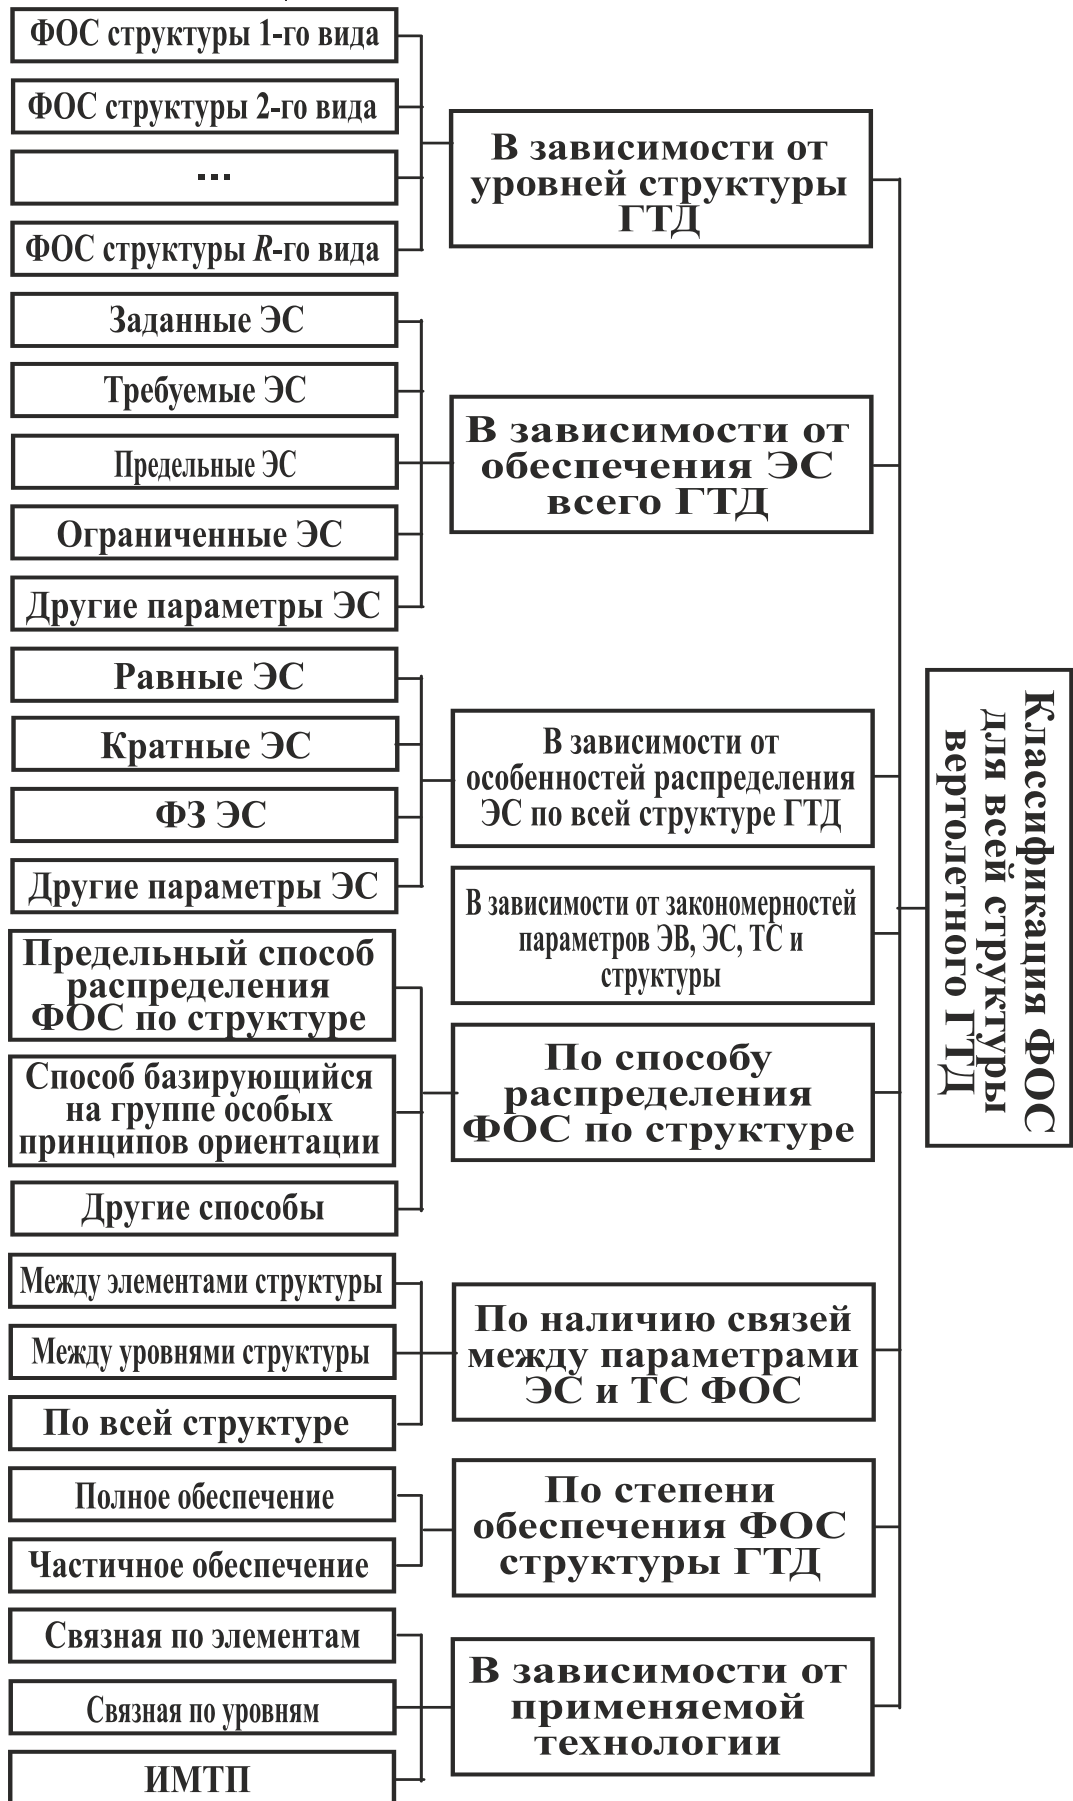 ФОС структуры 1-го вида
ФОС структуры 2-го вида
...
ФОС структуры R-го вида
В зависимости от
уровней структуры
ГТД
Заданные ЭС
Требуемые ЭС
Предельные ЭС
Ограниченные ЭС
Другие параметры ЭС
В зависимости от
обеспечения ЭС
всего ГТД
Равные ЭС
Кратные ЭС
ФЗ ЭС
Другие параметры ЭС
В зависимости от
особенностей распределения
ЭС по всей структуре ГТД
В зависимости от закономерностей
параметров ЭВ, ЭС, ТС и
структуры
Предельный способ
распределения
ФОС по структуре
Способ базирующийся
на группе особых
принципов ориентации
Другие способы
По способу
распределения
ФОС по структуре
Между элементами структуры
Между уровнями структуры
По всей структуре
По наличию связей
между параметрами
ЭС и ТС ФОС
Полное обеспечение
Частичное обеспечение
По степени
обеспечения ФОС
структуры ГТД
Связная по элементам
Связная по уровням
ИМТП
В зависимости от
применяемой
технологии
Классификация ФОС
для всей структуры
вертолетного ГТД